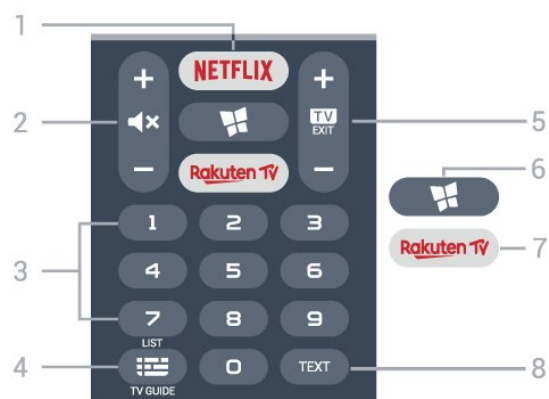 1
NETFLIX
+ +
2
TV
EXIT
5
- -
6
Rakuten TV
Rakuten TV
7
1 2 3
3
4 5 6
7 8 9
LIST
4
0
TEXT
8
TV GUIDE